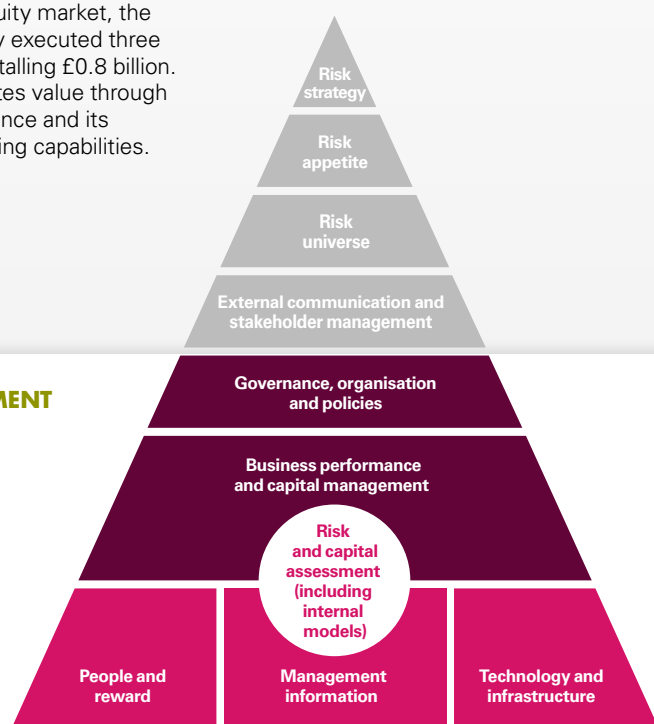 uity market, the
y executed three
talling £0.8 billion.
tes value through
nce and its
ing capabilities.
Risk
strategy
Risk
appetite
Risk
universe
External communication and
stakeholder management
MENT
Governance, organisation
and policies
Business performance
and capital management
Risk
and capital
assessment
(including
internal
models)
People and
reward
Management
information
Technology and
infrastructure